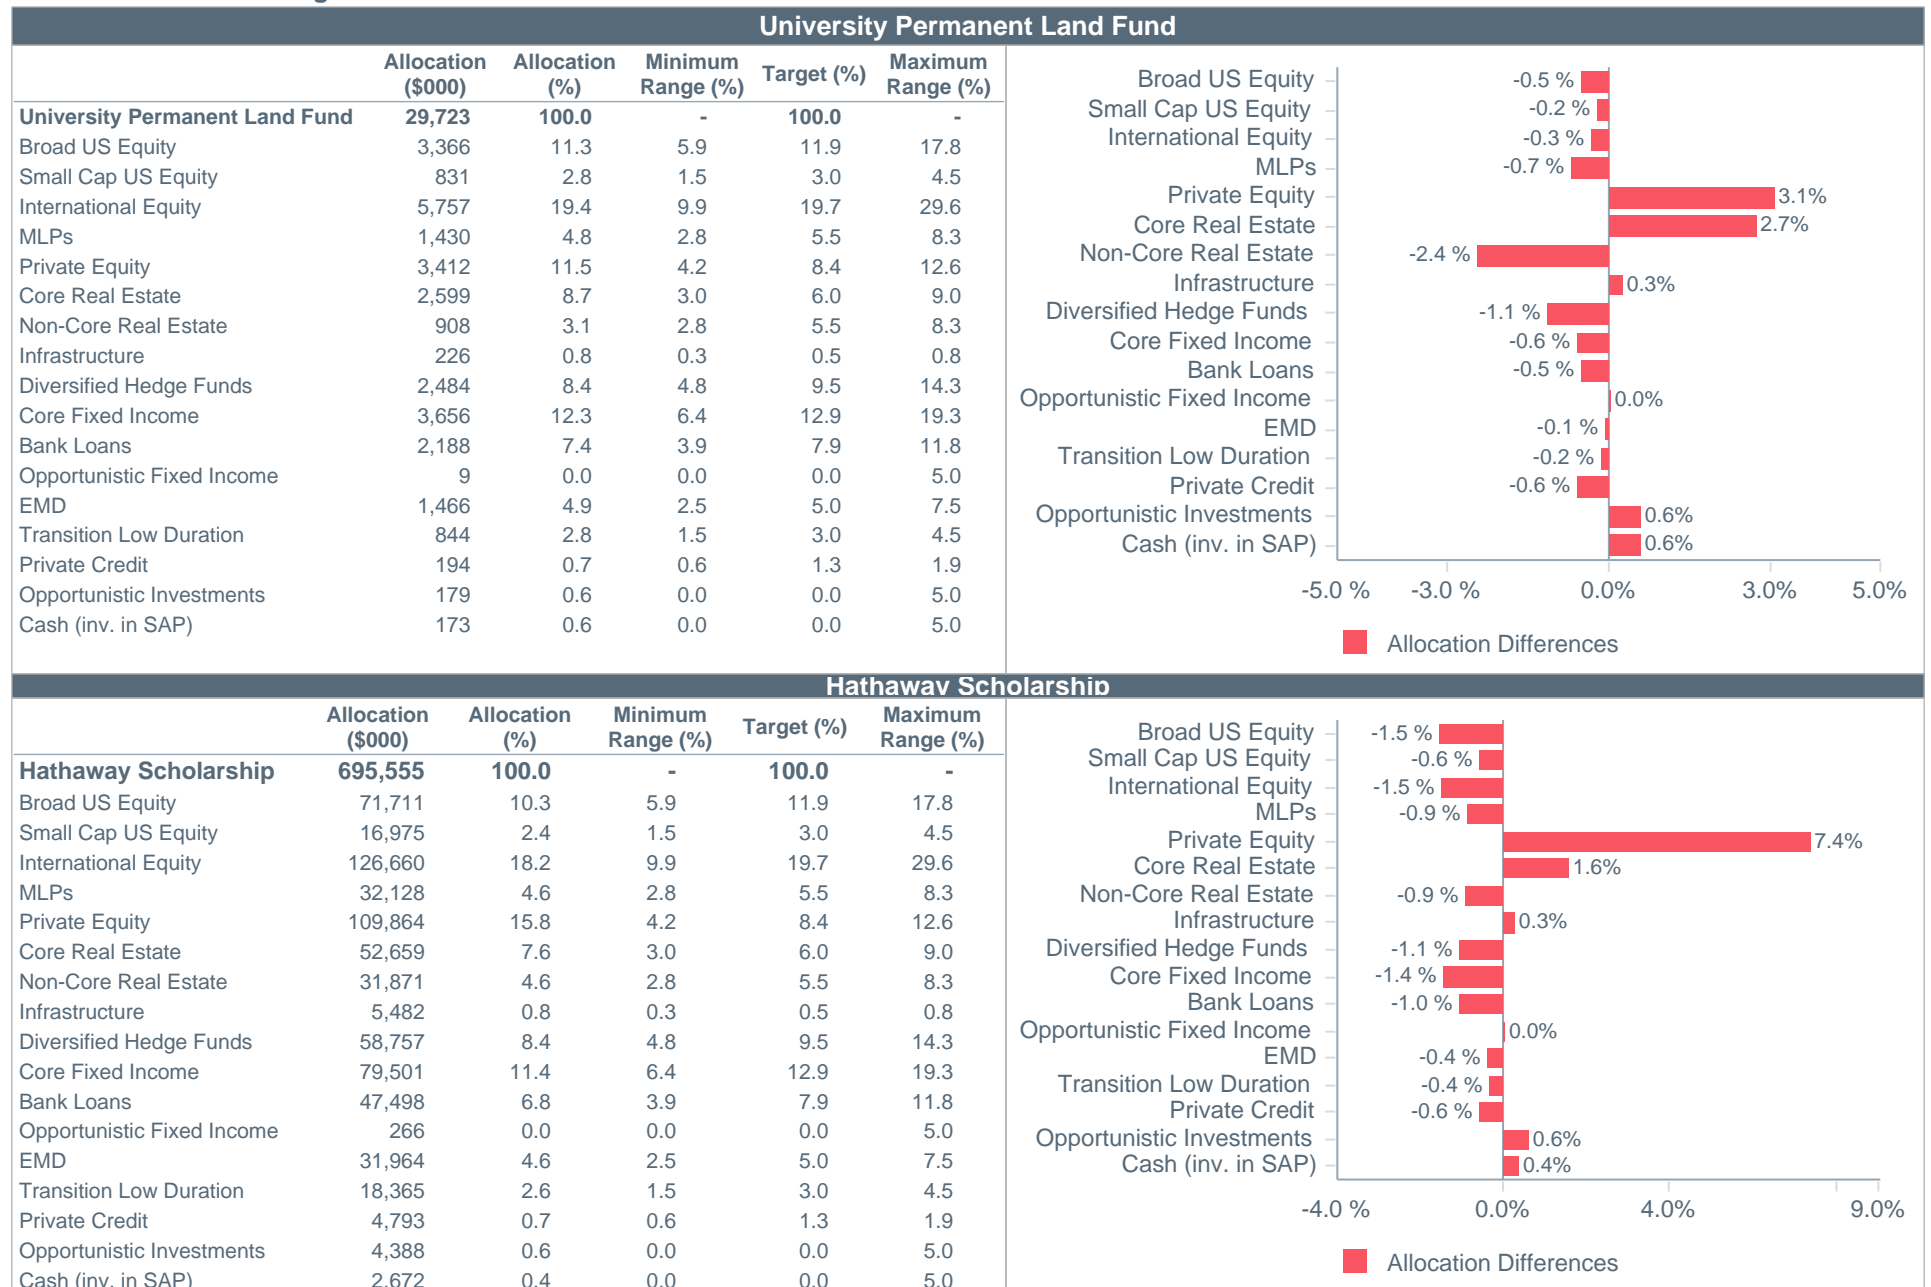 University Permanent Land Fund
Allocation ($000) Allocation (%) Minimum Range (%) Target (%) Maximum Range (%)
University Permanent Land Fund 29,723 100.0 - 100.0 -
Broad US Equity 3,366 11.3 5.9 11.9 17.8
Small Cap US Equity 831 2.8 1.5 3.0 4.5
International Equity 5,757 19.4 9.9 19.7 29.6
MLPs 1,430 4.8 2.8 5.5 8.3
Private Equity 3,412 11.5 4.2 8.4 12.6
Core Real Estate 2,599 8.7 3.0 6.0 9.0
Non-Core Real Estate 908 3.1 2.8 5.5 8.3
Infrastructure 226 0.8 0.3 0.5 0.8
Diversified Hedge Funds 2,484 8.4 4.8 9.5 14.3
Core Fixed Income 3,656 12.3 6.4 12.9 19.3
Bank Loans 2,188 7.4 3.9 7.9 11.8
Opportunistic Fixed Income 9 0.0 0.0 0.0 5.0
EMD 1,466 4.9 2.5 5.0 7.5
Transition Low Duration 844 2.8 1.5 3.0 4.5
Private Credit 194 0.7 0.6 1.3 1.9
Opportunistic Investments 179 0.6 0.0 0.0 5.0
Cash (inv. in SAP) 173 0.6 0.0 0.0 5.0
Broad US Equity -0.5 %
Small Cap US Equity -0.2 %
International Equity -0.3 %
MLPs -0.7 %
Private Equity 3.1%
Core Real Estate 2.7%
Non-Core Real Estate -2.4 %
Infrastructure 0.3%
Diversified Hedge Funds -1.1 %
Core Fixed Income -0.6 %
Bank Loans -0.5 %
Opportunistic Fixed Income 0.0%
EMD -0.1 %
Transition Low Duration -0.2 %
Private Credit -0.6 %
Opportunistic Investments 0.6%
Cash (inv. in SAP) 0.6%
-5.0 % -3.0 % 0.0% 3.0% 5.0%
Allocation Differences
Hathaway Scholarship
Allocation ($000) Allocation (%) Minimum Range (%) Target (%) Maximum Range (%)
Hathaway Scholarship 695,555 100.0 - 100.0 -
Broad US Equity 71,711 10.3 5.9 11.9 17.8
Small Cap US Equity 16,975 2.4 1.5 3.0 4.5
International Equity 126,660 18.2 9.9 19.7 29.6
MLPs 32,128 4.6 2.8 5.5 8.3
Private Equity 109,864 15.8 4.2 8.4 12.6
Core Real Estate 52,659 7.6 3.0 6.0 9.0
Non-Core Real Estate 31,871 4.6 2.8 5.5 8.3
Infrastructure 5,482 0.8 0.3 0.5 0.8
Diversified Hedge Funds 58,757 8.4 4.8 9.5 14.3
Core Fixed Income 79,501 11.4 6.4 12.9 19.3
Bank Loans 47,498 6.8 3.9 7.9 11.8
Opportunistic Fixed Income 266 0.0 0.0 0.0 5.0
EMD 31,964 4.6 2.5 5.0 7.5
Transition Low Duration 18,365 2.6 1.5 3.0 4.5
Private Credit 4,793 0.7 0.6 1.3 1.9
Opportunistic Investments 4,388 0.6 0.0 0.0 5.0
Cash (inv. in SAP) 2,672 0.4 0.0 0.0 5.0
Broad US Equity -1.5 %
Small Cap US Equity -0.6 %
International Equity -1.5 %
MLPs -0.9 %
Private Equity 7.4%
Core Real Estate 1.6%
Non-Core Real Estate -0.9 %
Infrastructure 0.3%
Diversified Hedge Funds -1.1 %
Core Fixed Income -1.4 %
Bank Loans -1.0 %
Opportunistic Fixed Income 0.0%
EMD -0.4 %
Transition Low Duration -0.4 %
Private Credit -0.6 %
Opportunistic Investments 0.6%
Cash (inv. in SAP) 0.4%
-4.0 % 0.0% 4.0% 9.0%
Allocation Differences